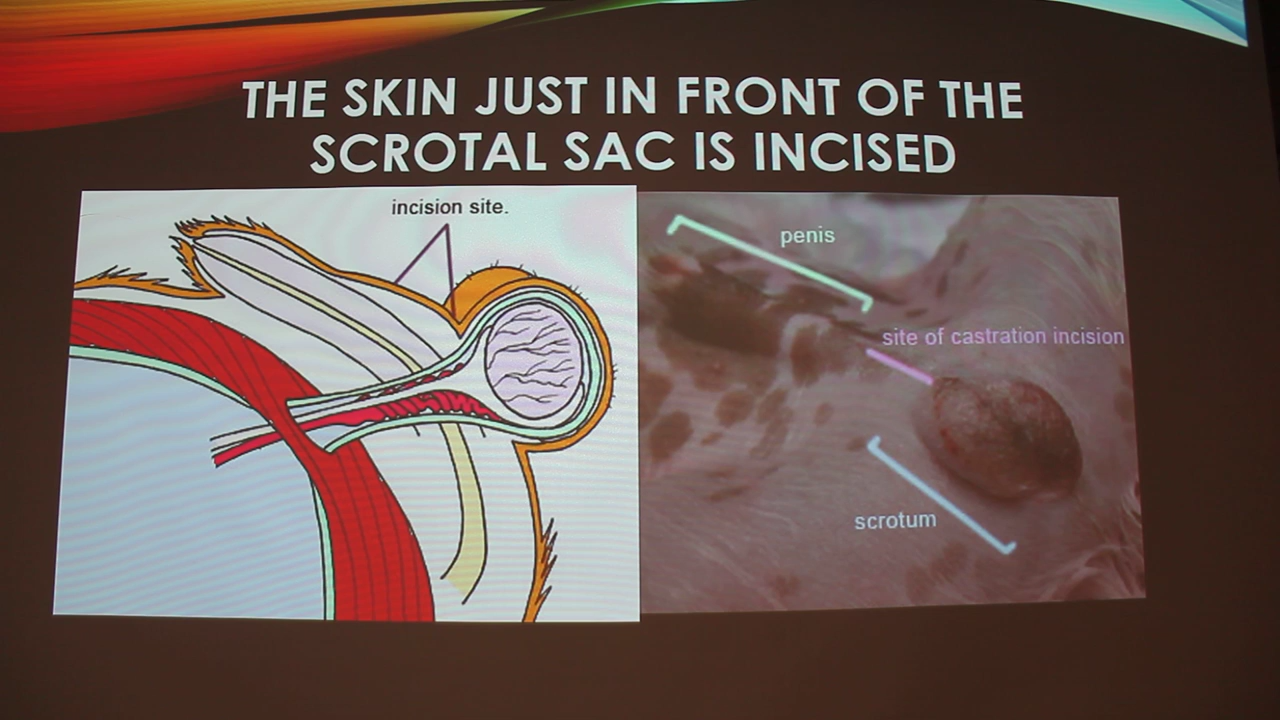 THE SKIN JUST IN FRONT OF THE
SCROTAL SAC IS INCISED
incision site.
penis
site of castration incision
scrotum